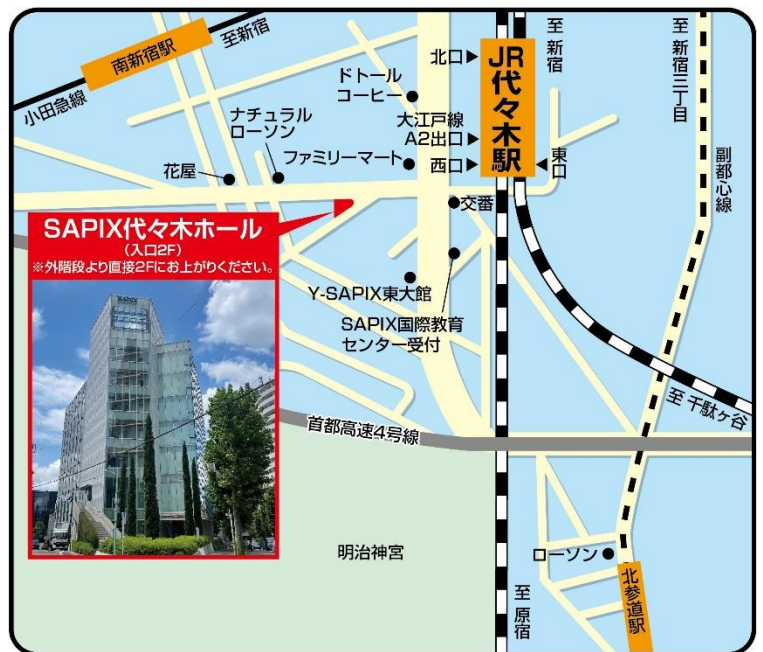 南新宿駅
至新宿
小田急線
ドトール
コーヒー
ナチュラル
ローソン
花屋
ファミリーマート
大江戸線
A2出口
北口
西口
JR代々木駅
東口
至 新宿
至 新宿三丁目
副都心線
交番
SAPIX代々木ホール
(入口2F)
※外階段より直接2Fにお上がりください。
SAPIX
Y-SAPIX東大館
SAPIX国際教育
センター受付
至 千駄ヶ谷
首都高速4号線
明治神宮
ローソン
北参道駅
至 原宿